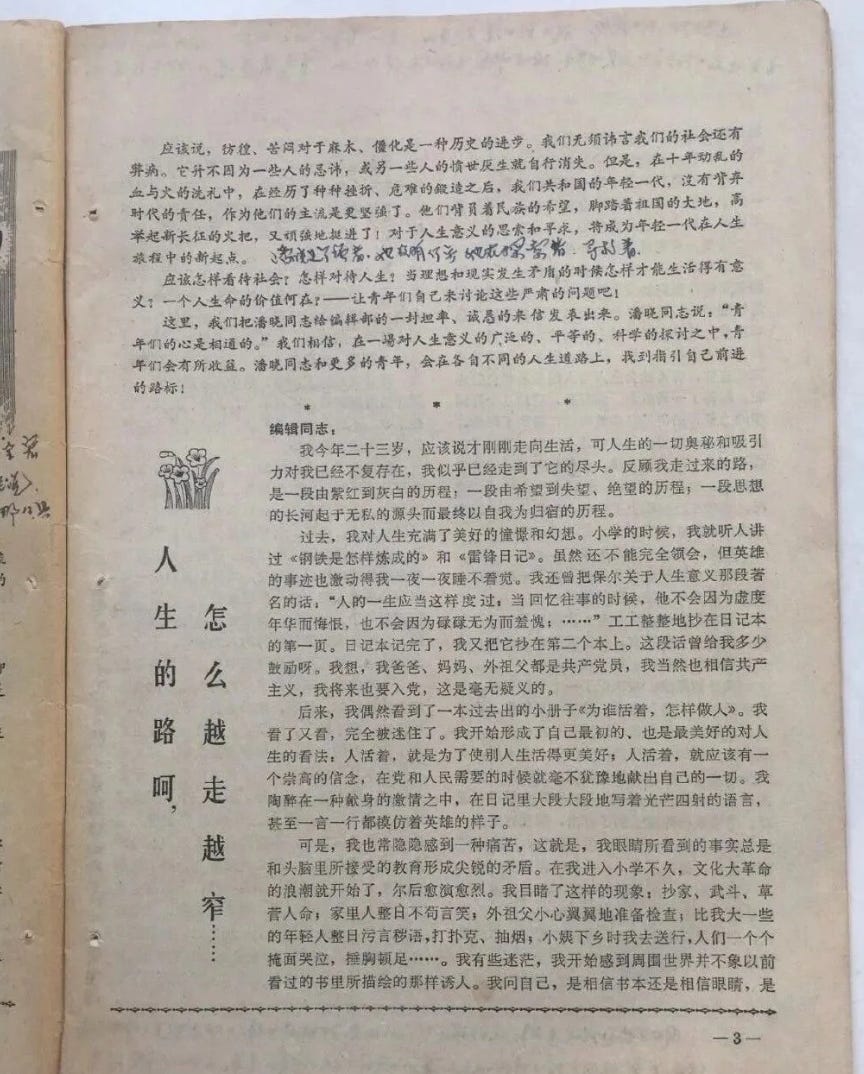 应该说，彷徨、苦闷对于麻木、僵化是一种历史的进步。我们无须讳言我们的社会还有
弊病。它并不因为一些人的忌讳，或另一些人的愤世厌生就自行消失。但是，在十年动乱的
血与火的洗礼中，在经历了种种挫折、危难的锻造之后，我们共和国的年轻一代，没有背弃
时代的责任，作为他们的主流是更坚强了。他们背负着民族的希望，脚踏着祖国的大地，高
举起新长征的火把，又顽强地挺进了！对于人生意义的思索和寻求，将成为年轻一代在人生
旅程中的新起点。
应该怎样看待社会？怎样对待人生？当理想和现实发生矛盾的时候怎样才能生活得有意
义？一个人生命的价值何在？——让青年们自己来讨论这些严肃的问题吧！
这里，我们把潘晓同志给编辑部的一封坦率、诚恳的来信发表出来。潘晓同志说：“青
年们的心是相通的。”我们相信，在一場对人生意义的广泛的、平等的、科学的探讨之中，青
年们会有所收益。潘晓同志和更多的青年，会在各自不同的人生道路上，找到指引自己前进
的路标！
* * *
人生的路呵，
怎么越走越窄……
编辑同志：
我今年二十三岁，应该说才刚刚走向生活，可人生的一切奥秘和吸引
力对我已经不复存在，我似乎已经走到了它的尽头。反顾我走过来的路，
是一段由紫红到灰白的历程；一段由希望到失望、绝望的历程；一段思想
的长河起于无私的源头而最终以自我为归宿的历程。
过去，我对人生充满了美好的憧憬和幻想。小学的时候，我就听人讲
过《钢铁是怎样炼成的》和《雷锋日记》。虽然还不能完全领会，但英雄
的事迹也激动得我一夜一夜睡不着觉。我还曾把保尔关于人生意义那段著
名的话：“人的一生应当这样度过：当回忆往事的时候，他不会因为虚度
年华而悔恨，也不会因为碌碌无为而羞愧；……”工工整整地抄在日记本
的第一页。日记本记完了，我又把它抄在第二个本上。这段话曾给我多少
鼓励呀。我想，我爸爸、妈妈、外祖父都是共产党员，我当然也相信共产
主义，我将来也要入党，这是毫无疑义的。
后来，我偶然看到了一本过去出的小册子《为谁活着，怎样做人》。我
看了又看，完全被迷住了。我开始形成了自己最初的、也是最美好的对人
生的看法：人活着，就是为了使别人生活得更美好；人活着，就应该有一
个崇高的信念，在党和人民需要的时候就毫不犹豫地献出自己的一切。我
陶醉在一种献身的激情之中，在日记里大段大段地写着光芒四射的语言，
甚至一言一行都模仿着英雄的样子。
可是，我也常隐隐感到一种痛苦，这就是，我眼睛所看到的事实总是
和头脑里所接受的教育形成尖锐的矛盾。在我进入小学不久，文化大革命
的浪潮就开始了，尔后愈演愈烈。我目睹了这样的现象：抄家、武斗、草
菅人命；家里人整日不苟言笑；外祖父小心翼翼地准备检查；比我大一些
的年轻人整日污言秽语，打扑克、抽烟；小姨下乡时我去送行，人们一个个
掩面哭泣，捶胸顿足……。我有些迷茫，我开始感到周围世界并不象以前
看过的书里所描绘的那样诱人。我问自己，是相信书本还是相信眼睛，是
—3—